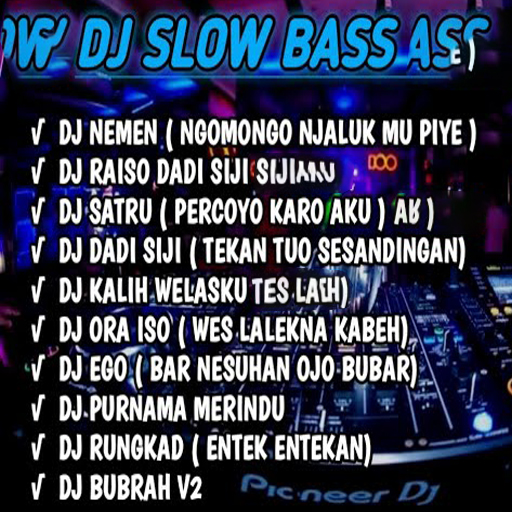 DJ SLOW BASS
√ DJ NEMEN ( NGOMONGO NJALUK MU PIYE )
√ DJ RAISO DADI SIJI
√ DJ SATRU ( PERCOYO KARO AKU )
√ DJ DADI SIJI ( TEKAN TUO SESANDINGAN)
√ DJ KALIH WELASKU
√ DJ ORA ISO ( WES LALEKNA KABEH)
√ DJ EGO ( BAR NESUHAN OJO BUBAR)
√ DJ PURNAMA MERINDU
√ DJ RUNGKAD ( ENTEK ENTEKAN)
√ DJ BUBRAH V2
Pioneer DJ